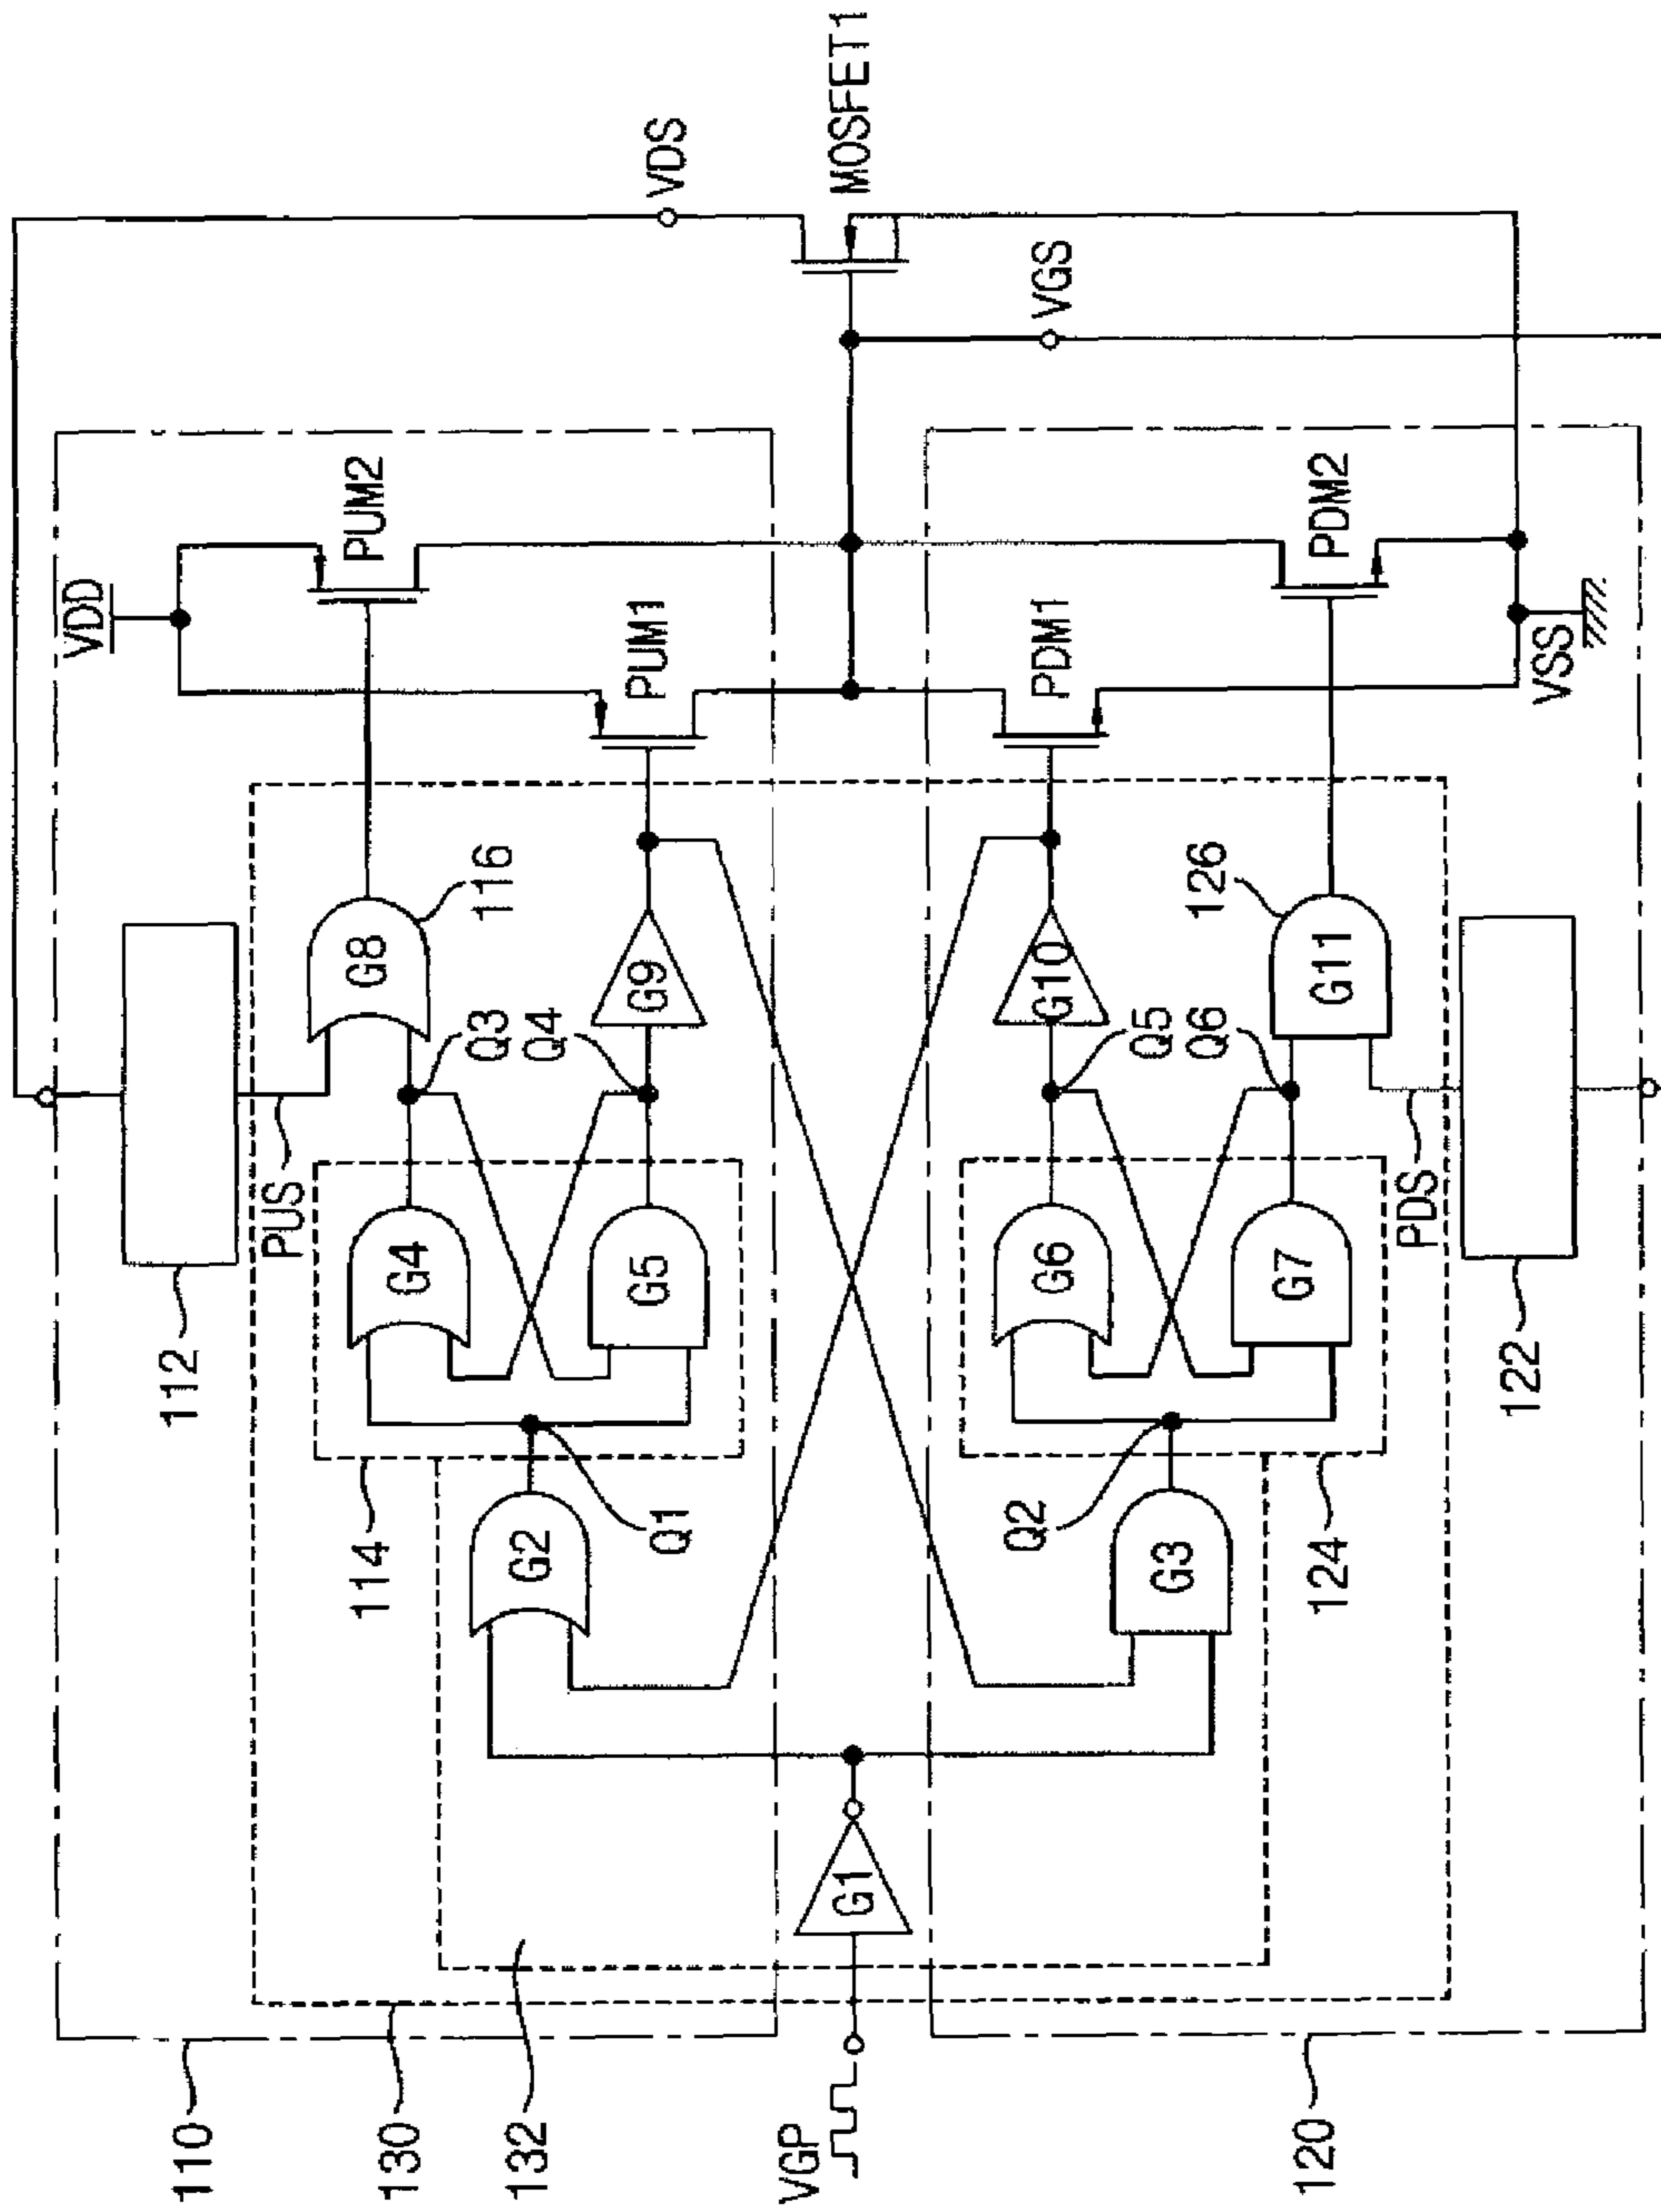 VDS
MOSFET1
VGS
VDD
PUM2
PUM1
PDM1
PDM2
VSS
116
126
G8
G9
G10
G11
Q3
Q4
Q5
Q6
PUS
PDS
112
122
G4
G5
G6
G7
114
Q1
Q2
124
G2
G3
G1
110
130
132
VGP
120